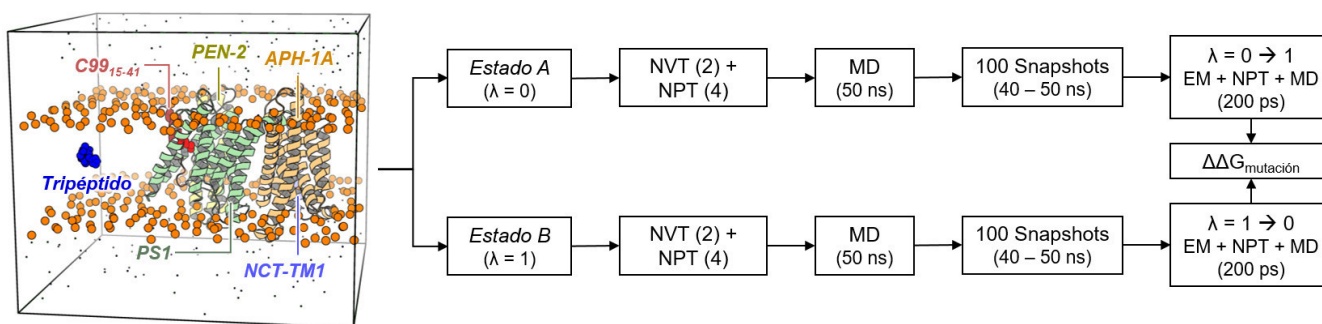 PEN-2
APH-1A
C99₁₅₋₄₁
Tripéptido
PS1
NCT-TM1
Estado A
(λ = 0)
NVT (2) +
NPT (4)
MD
(50 ns)
100 Snapshots
(40 – 50 ns)
λ = 0 → 1
EM + NPT + MD
(200 ps)
ΔΔGmutación
Estado B
(λ = 1)
NVT (2) +
NPT (4)
MD
(50 ns)
100 Snapshots
(40 – 50 ns)
λ = 1 → 0
EM + NPT + MD
(200 ps)